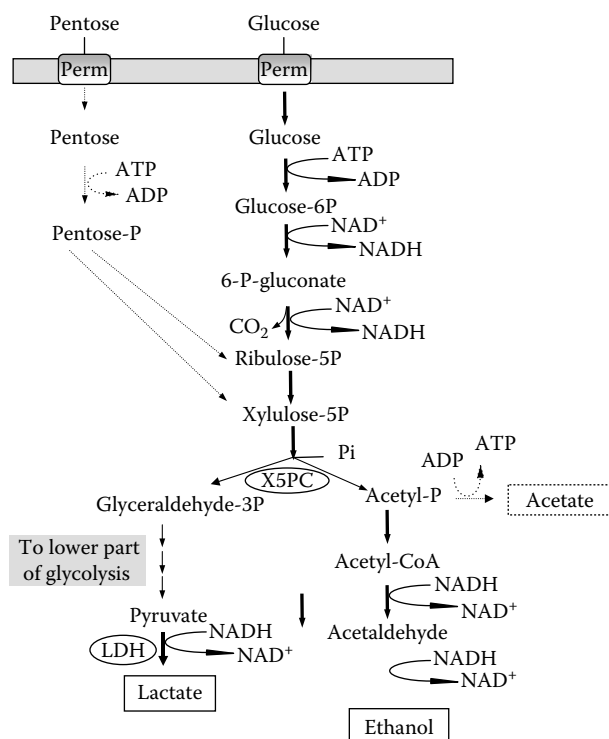 Pentose Glucose
Perm Perm
Pentose Glucose
ATP ATP
ADP ADP
Glucose-6P
Pentose-P NAD⁺
NADH
6-P-gluconate
NAD⁺
CO₂ NADH
Ribulose-5P
Xylulose-5P
Pi
X5PC
ADP ATP
Glyceraldehyde-3P Acetyl-P Acetate
To lower part
of glycolysis
Acetyl-CoA
NADH
NAD⁺
Pyruvate Acetaldehyde
NADH
LDH NAD⁺
NADH
NAD⁺
Lactate
Ethanol